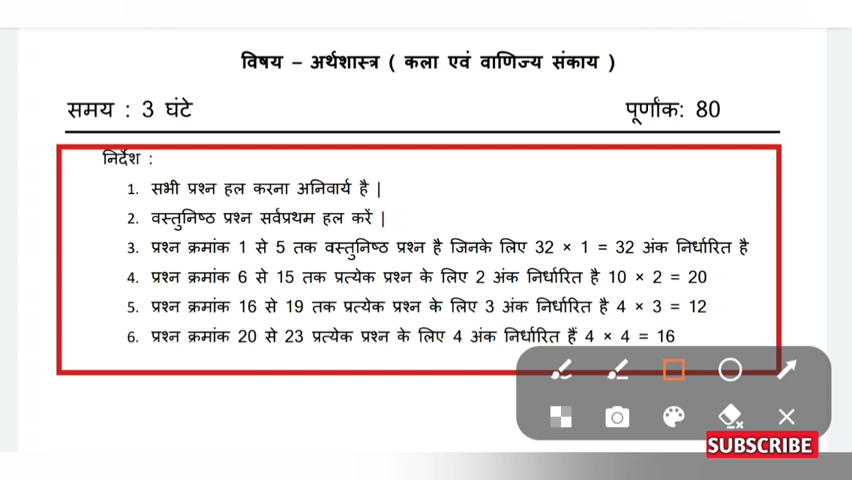 विषय – अर्थशास्त्र ( कला एवं वाणिज्य संकाय )
समय : 3 घंटे पूर्णांक: 80
निर्देश :
1. सभी प्रश्न हल करना अनिवार्य है |
2. वस्तुनिष्ठ प्रश्न सर्वप्रथम हल करें |
3. प्रश्न क्रमांक 1 से 5 तक वस्तुनिष्ठ प्रश्न है जिनके लिए 32 × 1 = 32 अंक निर्धारित है
4. प्रश्न क्रमांक 6 से 15 तक प्रत्येक प्रश्न के लिए 2 अंक निर्धारित है 10 × 2 = 20
5. प्रश्न क्रमांक 16 से 19 तक प्रत्येक प्रश्न के लिए 3 अंक निर्धारित है 4 × 3 = 12
6. प्रश्न क्रमांक 20 से 23 प्रत्येक प्रश्न के लिए 4 अंक निर्धारित हैं 4 × 4 = 16
SUBSCRIBE